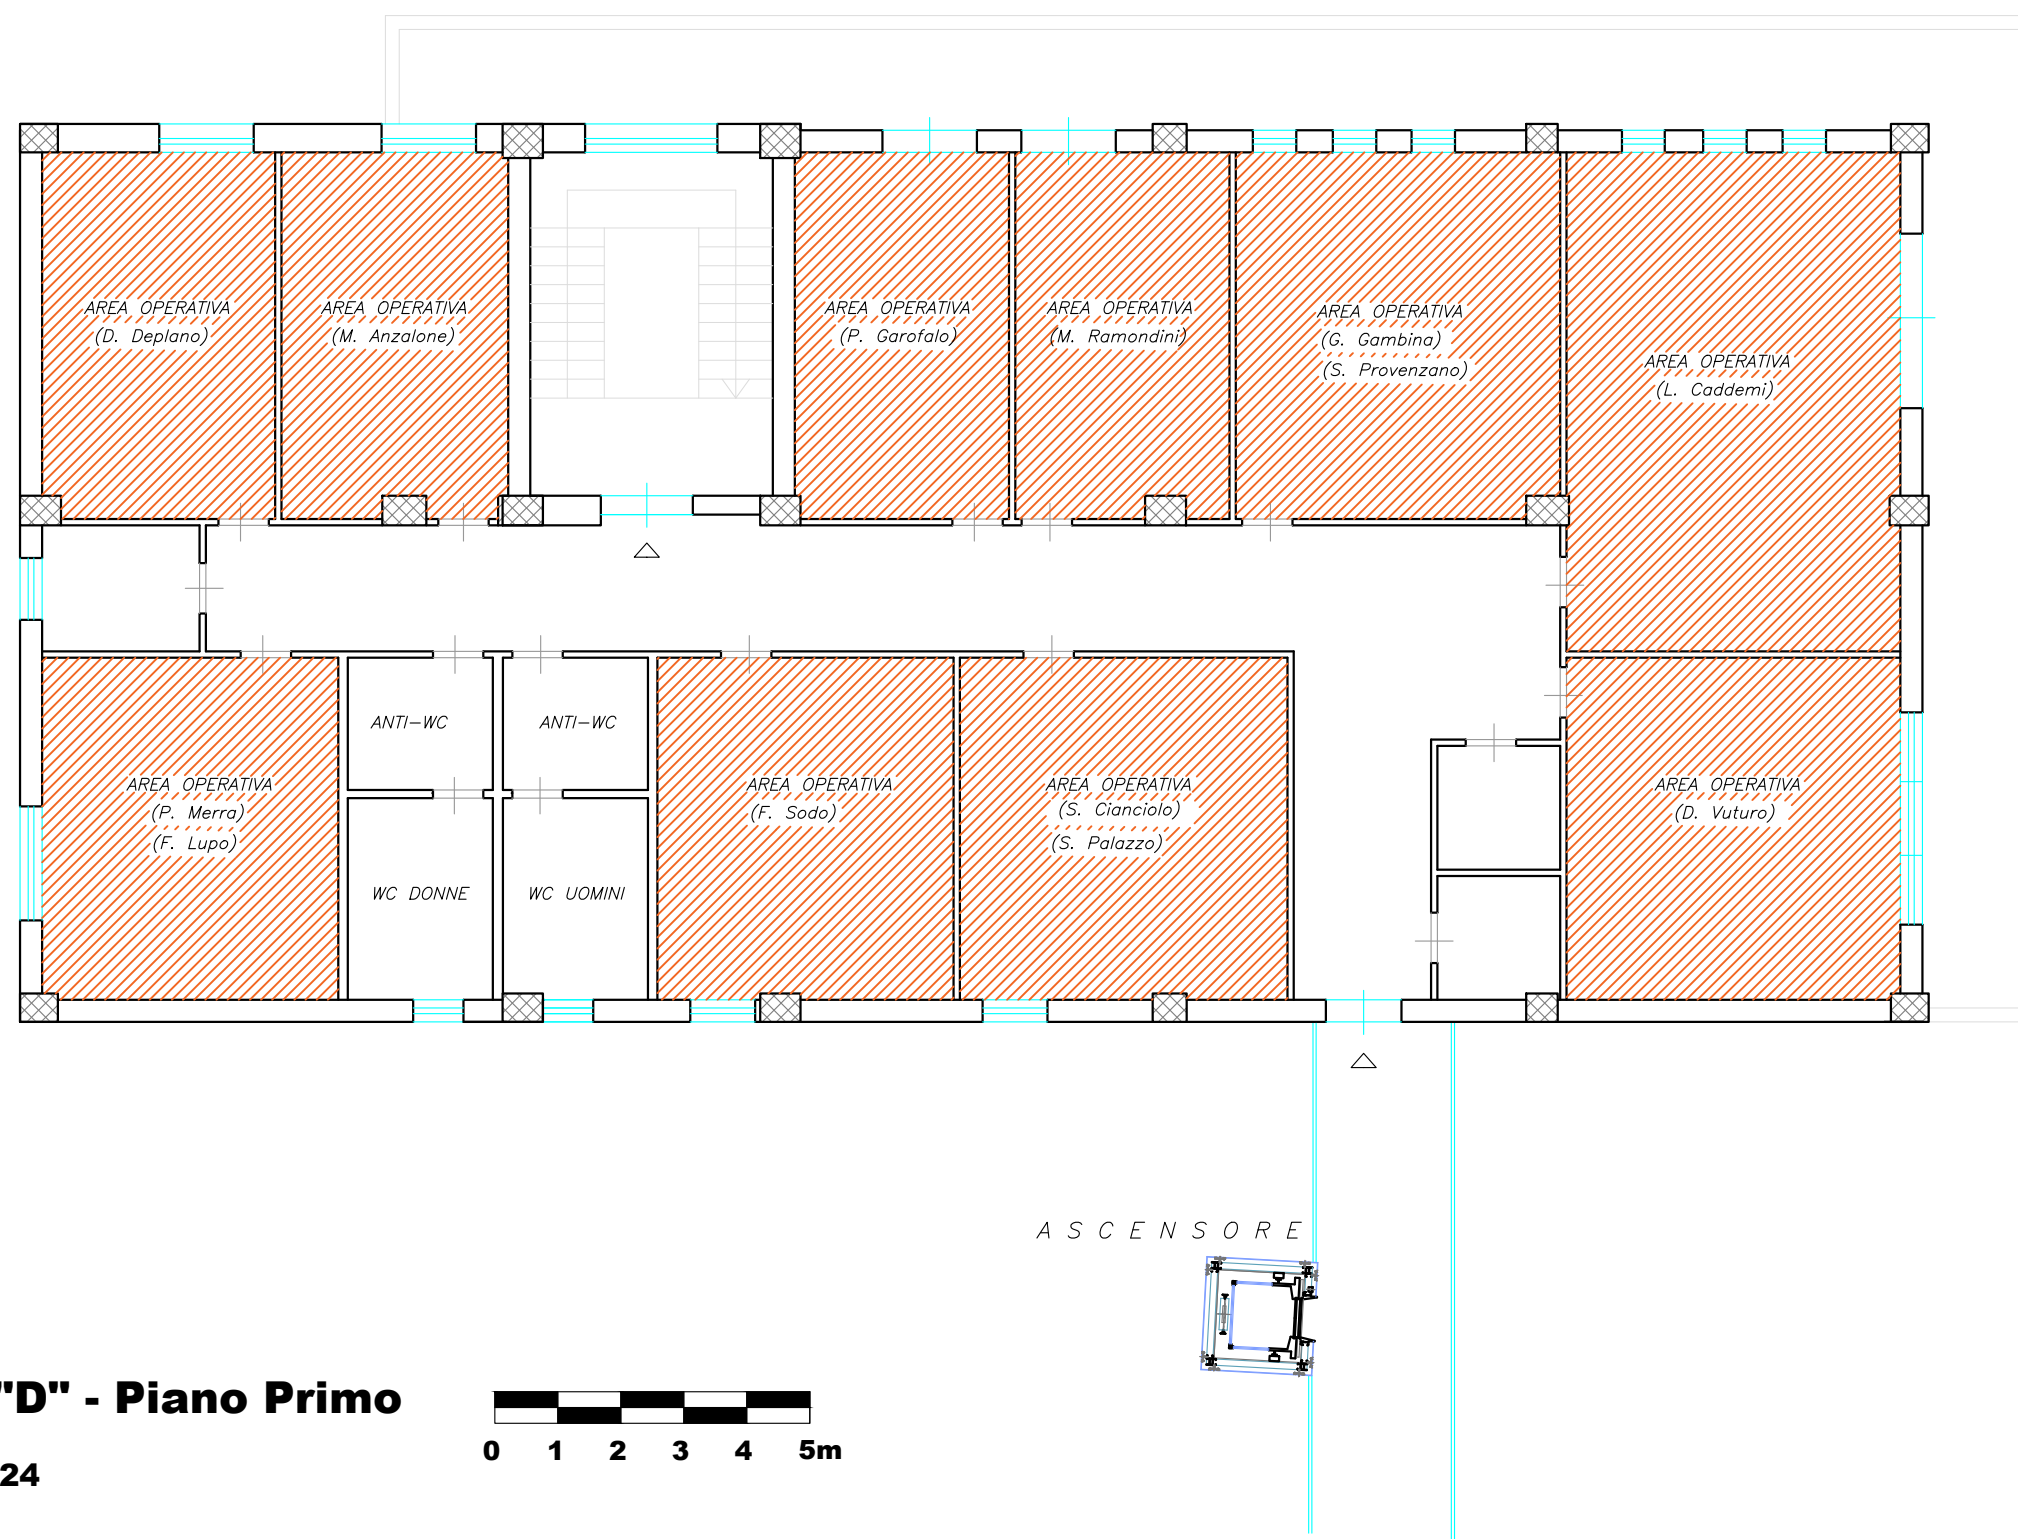 AREA OPERATIVA
(D. Deplano)
AREA OPERATIVA
(M. Anzalone)
AREA OPERATIVA
(P. Garofalo)
AREA OPERATIVA
(M. Ramondini)
AREA OPERATIVA
(G. Gambina)
(S. Provenzano)
AREA OPERATIVA
(L. Caddemi)
AREA OPERATIVA
(P. Merra)
(F. Lupo)
ANTI-WC
WC DONNE
ANTI-WC
WC UOMINI
AREA OPERATIVA
(F. Sodo)
AREA OPERATIVA
(S. Cianciolo)
(S. Palazzo)
AREA OPERATIVA
(D. Vuturo)
ASCENSORE
"D" - Piano Primo
0 1 2 3 4 5m
24